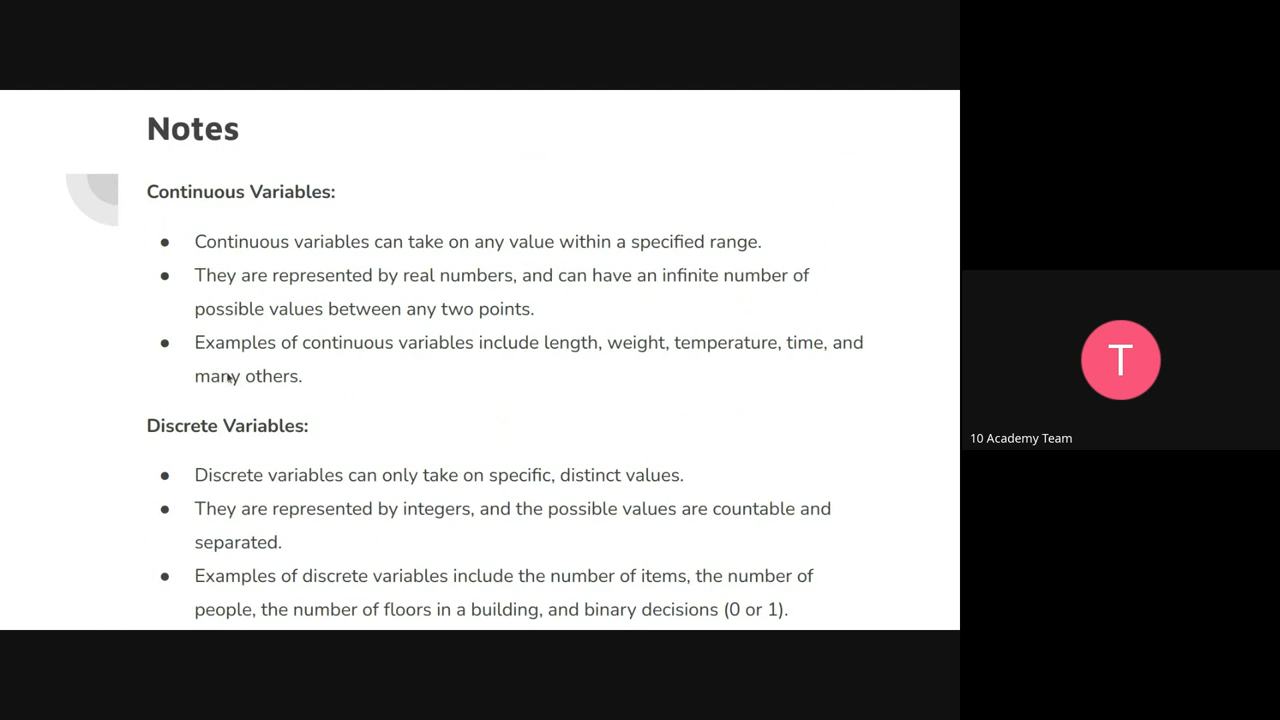 Notes
Continuous Variables:
● Continuous variables can take on any value within a specified range.
● They are represented by real numbers, and can have an infinite number of
possible values between any two points.
● Examples of continuous variables include length, weight, temperature, time, and
many others.
Discrete Variables:
● Discrete variables can only take on specific, distinct values.
● They are represented by integers, and the possible values are countable and
separated.
● Examples of discrete variables include the number of items, the number of
people, the number of floors in a building, and binary decisions (0 or 1).
T
10 Academy Team